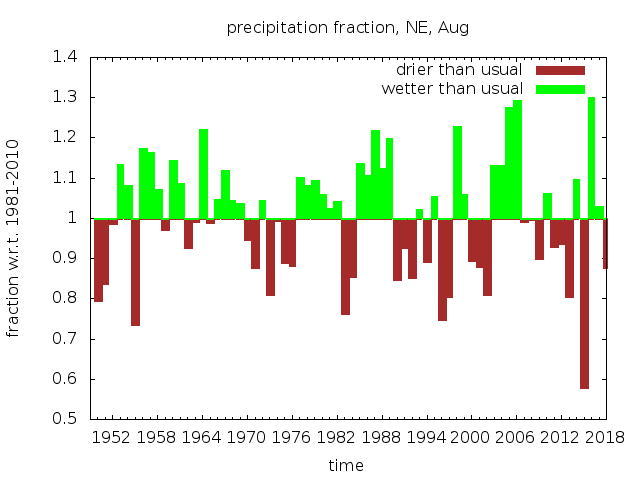 precipitation fraction, NE, Aug
drier than usual
wetter than usual
1.4
1.3
1.2
1.1
1
0.9
0.8
0.7
0.6
0.5
fraction w.r.t. 1981-2010
1952 1958 1964 1970 1976 1982 1988 1994 2000 2006 2012 2018
time